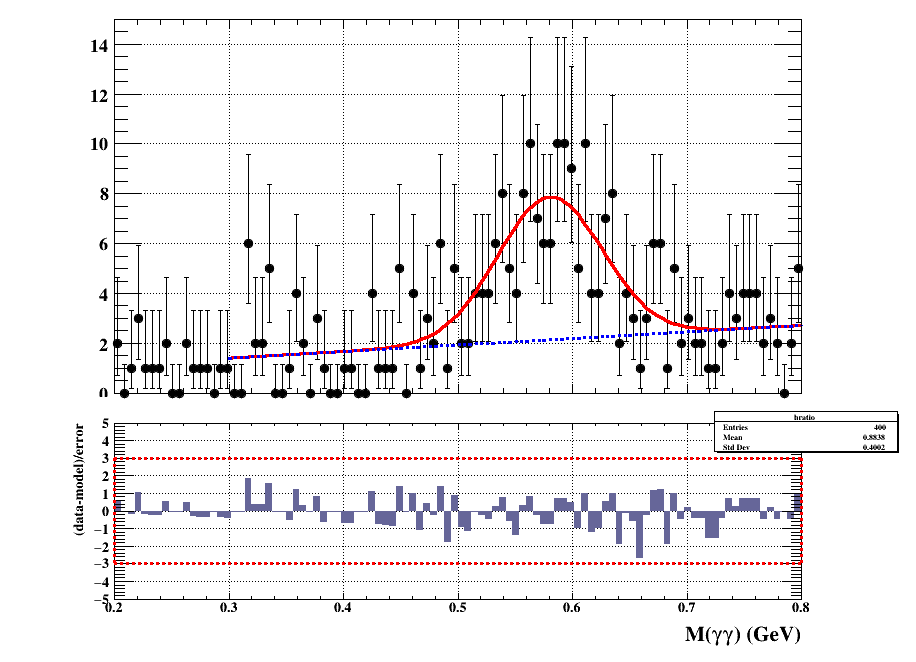 14
12
10
8
6
4
2
0
hratio
Entries 400
Mean 0.8838
Std Dev 0.4002
(data-model)/error
5
4
3
2
1
0
−1
−2
−3
−4
−5
0.2 0.3 0.4 0.5 0.6 0.7 0.8
M(γγ) (GeV)